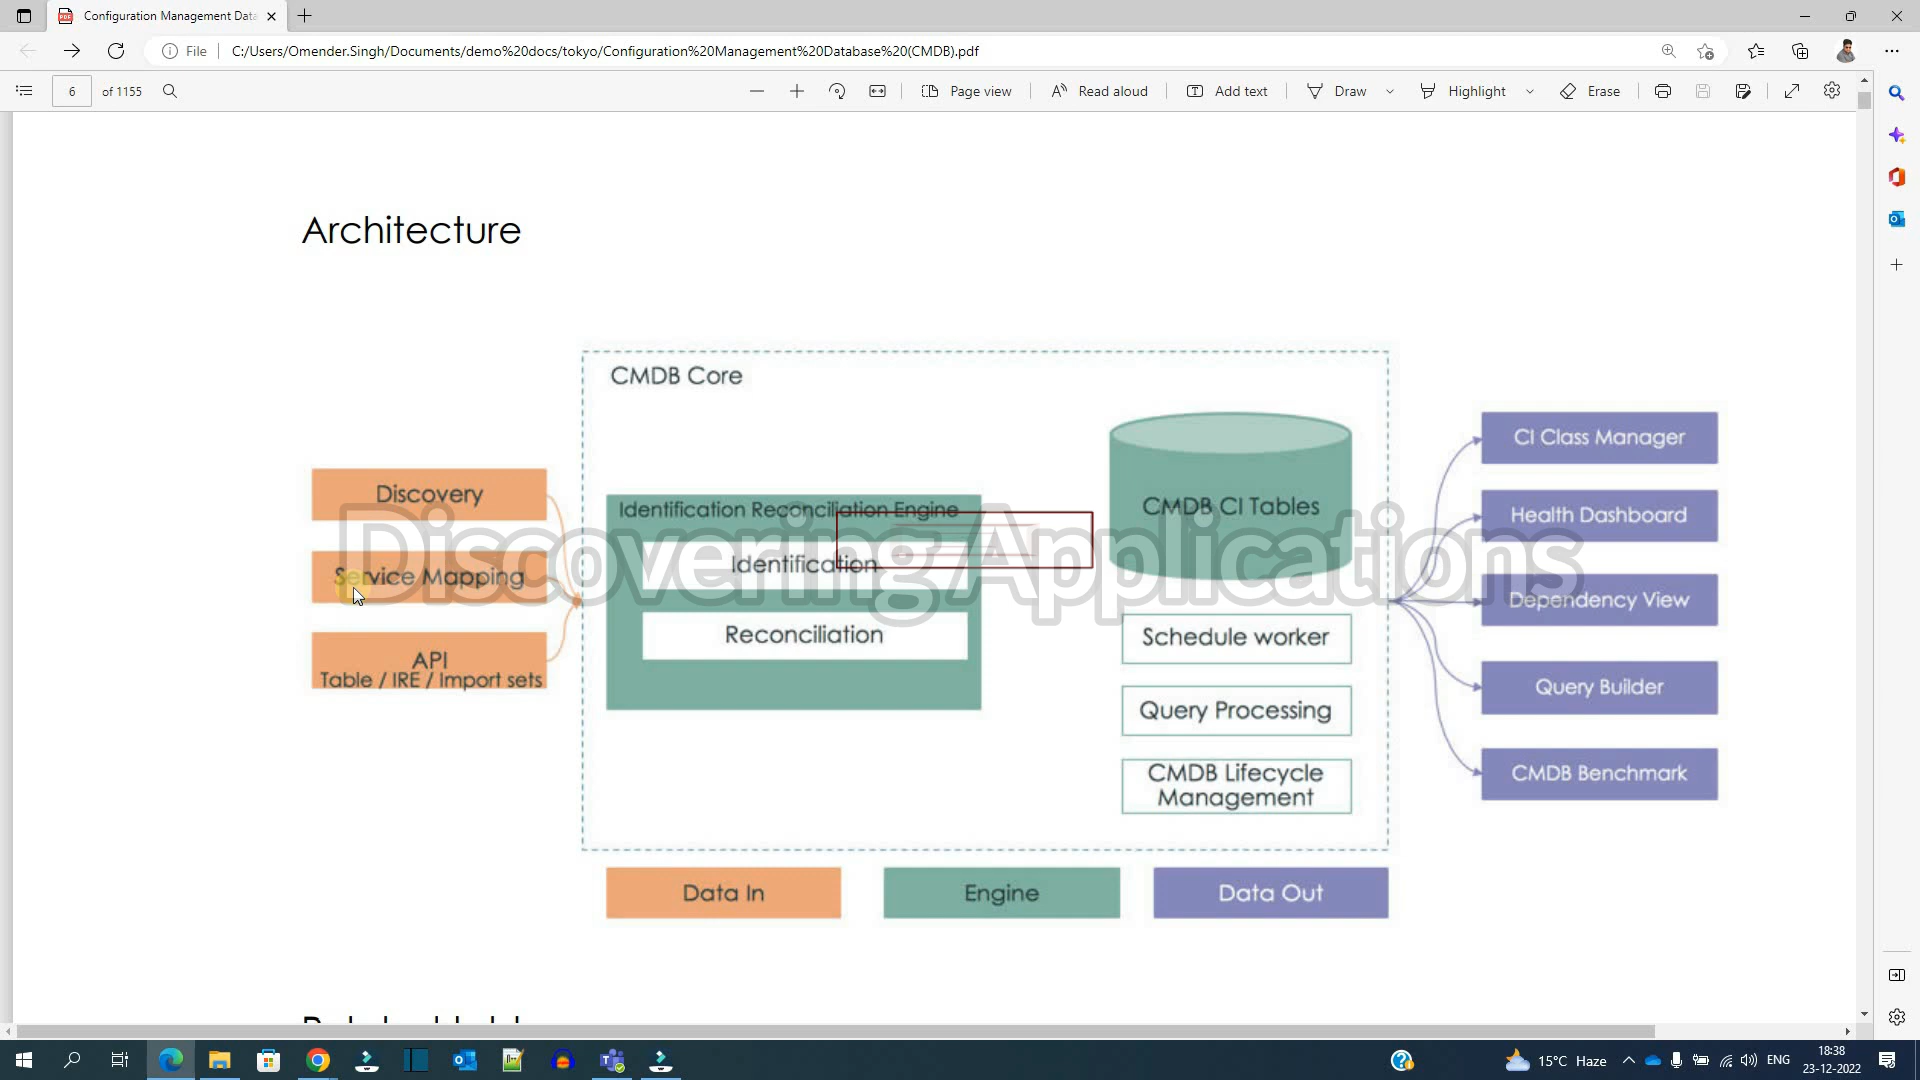 Configuration Management Data
File
C:/Users/Omender.Singh/Documents/demo%20docs/tokyo/Configuration%20Management%20Database%20(CMDB).pdf
6
of 1155
Page view
Read aloud
Add text
Draw
Highlight
Erase
Architecture
CMDB Core
Discovery
Service Mapping
API
Table / IRE / Import sets
Identification Reconciliation Engine
Identification
Reconciliation
CMDB CI Tables
Schedule worker
Query Processing
CMDB Lifecycle
Management
CI Class Manager
Health Dashboard
Dependency View
Query Builder
CMDB Benchmark
Discovering Applications
Data In
Engine
Data Out
15°C Haze
ENG
18:38
23-12-2022